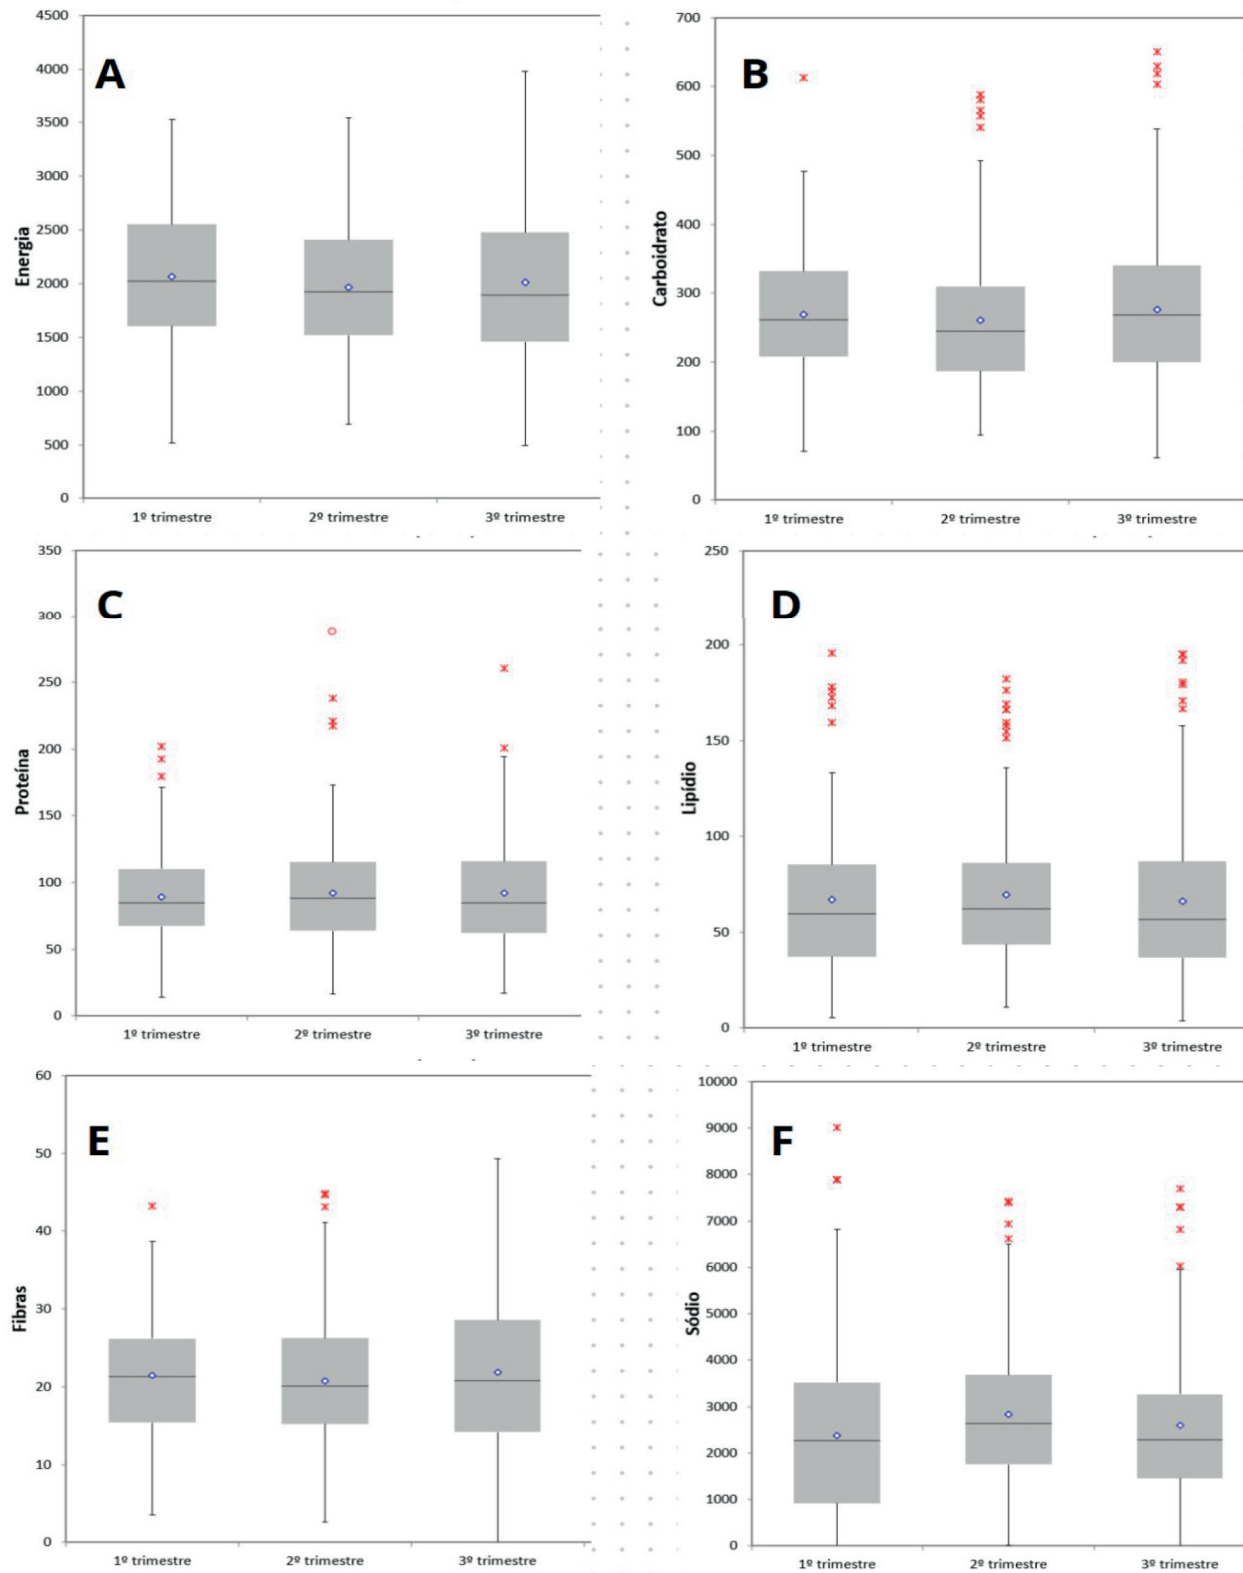 A
Energia
4500
4000
3500
3000
2500
2000
1500
1000
500
0
1º trimestre
2º trimestre
3º trimestre
B
Carboidrato
700
600
500
400
300
200
100
0
1º trimestre
2º trimestre
3º trimestre
C
Proteína
350
300
250
200
150
100
50
0
1º trimestre
2º trimestre
3º trimestre
D
Lipídio
250
200
150
100
50
0
1º trimestre
2º trimestre
3º trimestre
E
Fibras
60
50
40
30
20
10
0
1º trimestre
2º trimestre
3º trimestre
F
Sódio
10000
9000
8000
7000
6000
5000
4000
3000
2000
1000
0
1º trimestre
2º trimestre
3º trimestre